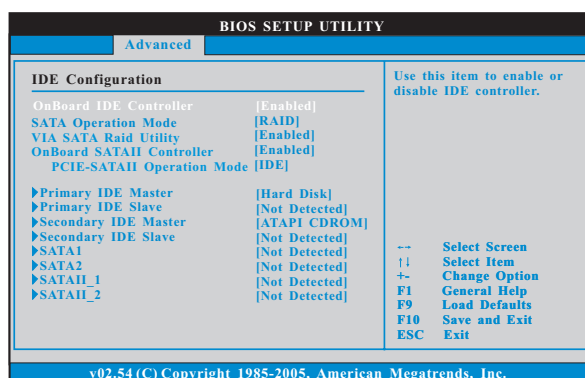 BIOS SETUP UTILITY
Advanced
IDE Configuration
OnBoard IDE Controller [Enabled]
SATA Operation Mode [RAID]
VIA SATA Raid Utility [Enabled]
OnBoard SATAII Controller [Enabled]
PCIE-SATAII Operation Mode [IDE]
Primary IDE Master [Hard Disk]
Primary IDE Slave [Not Detected]
Secondary IDE Master [ATAPI CDROM]
Secondary IDE Slave [Not Detected]
SATA1 [Not Detected]
SATA2 [Not Detected]
SATAII_1 [Not Detected]
SATAII_2 [Not Detected]
Use this item to enable or
disable IDE controller.
↔ Select Screen
↑↓ Select Item
+- Change Option
F1 General Help
F9 Load Defaults
F10 Save and Exit
ESC Exit
v02.54 (C) Copyright 1985-2005, American Megatrends, Inc.